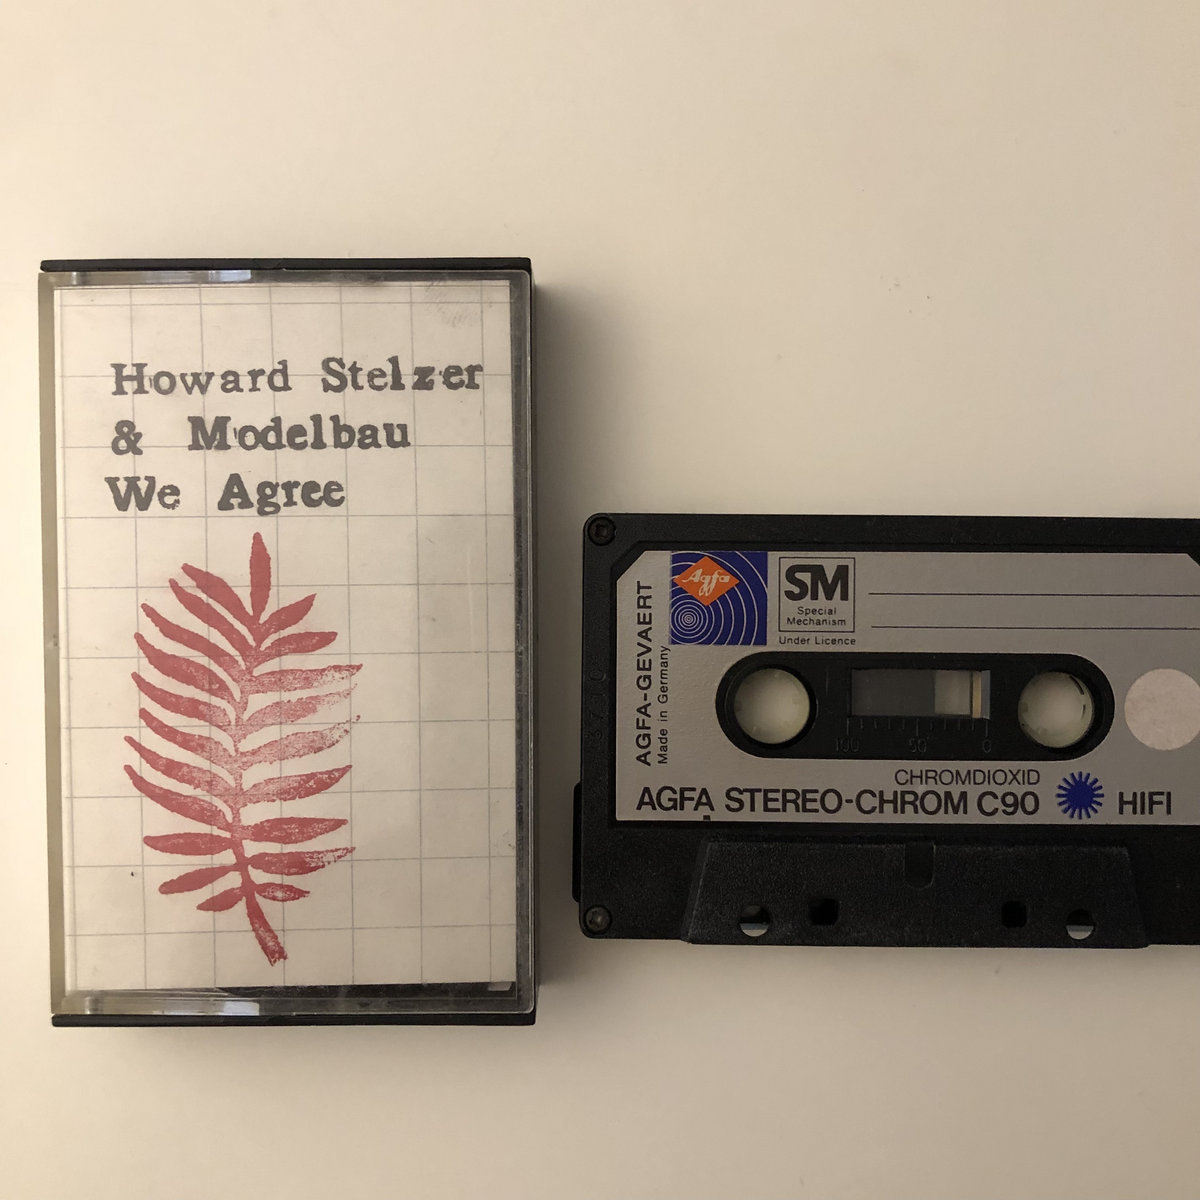 Howard Stelzer
& Modelbau
We Agree
AGFA-GEVAERT
Made in Germany
Agfa
SM
Special
Mechanism
Under Licence
100 50 0
CHROMDIOXID
AGFA STEREO-CHROM C90 HIFI